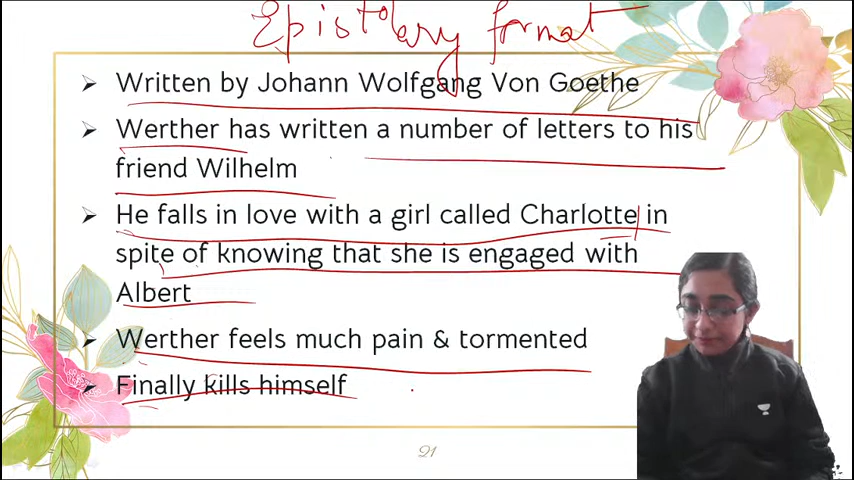 Epistolary format
➤ Written by Johann Wolfgang Von Goethe
➤ Werther has written a number of letters to his
friend Wilhelm
➤ He falls in love with a girl called Charlotte in
spite of knowing that she is engaged with
Albert
➤ Werther feels much pain & tormented
➤ Finally kills himself
21